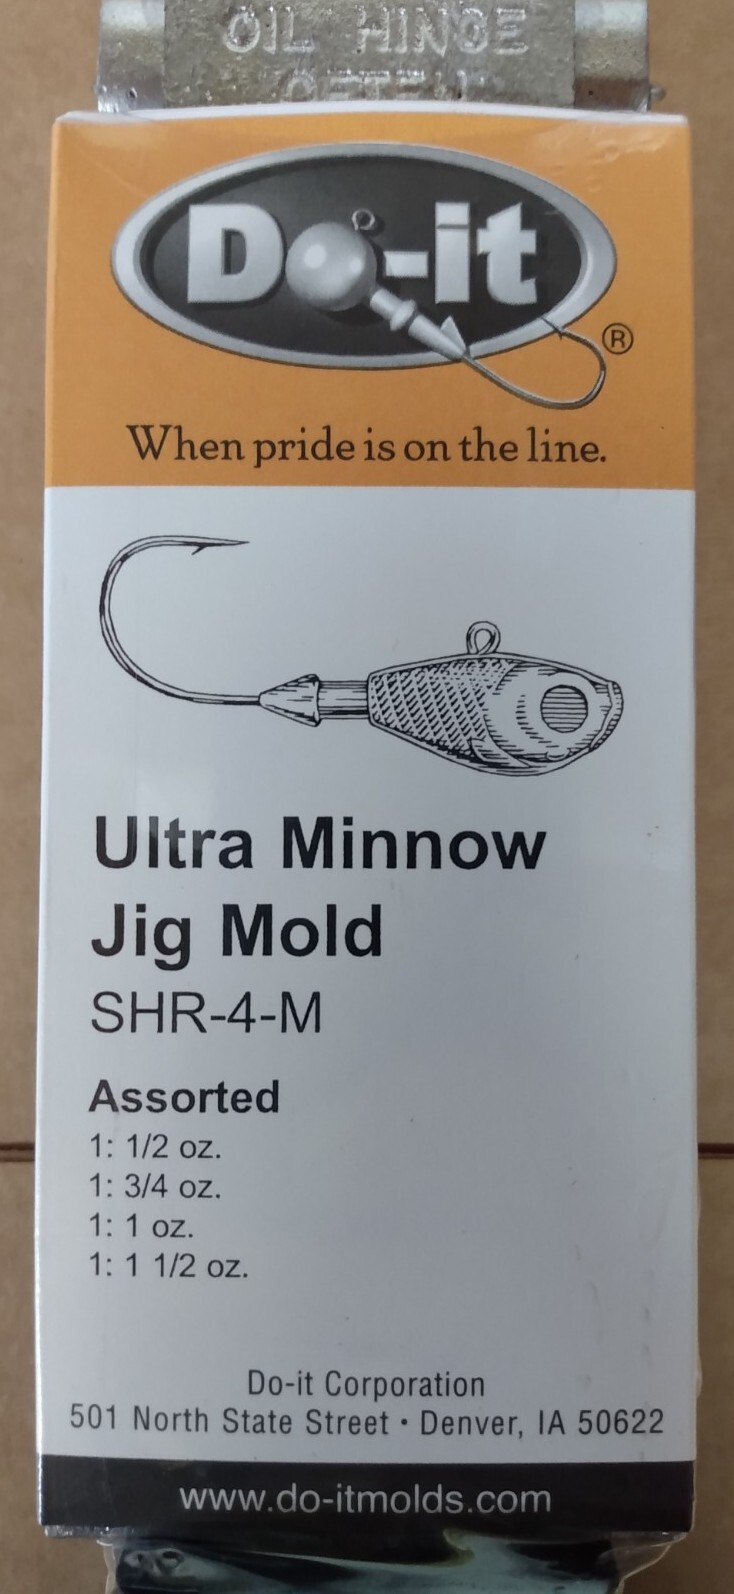 OIL HINGE
OFTEN
Do-it
®
When pride is on the line.
Ultra Minnow
Jig Mold
SHR-4-M
Assorted
1: 1/2 oz.
1: 3/4 oz.
1: 1 oz.
1: 1 1/2 oz.
Do-it Corporation
501 North State Street • Denver, IA 50622
www.do-itmolds.com